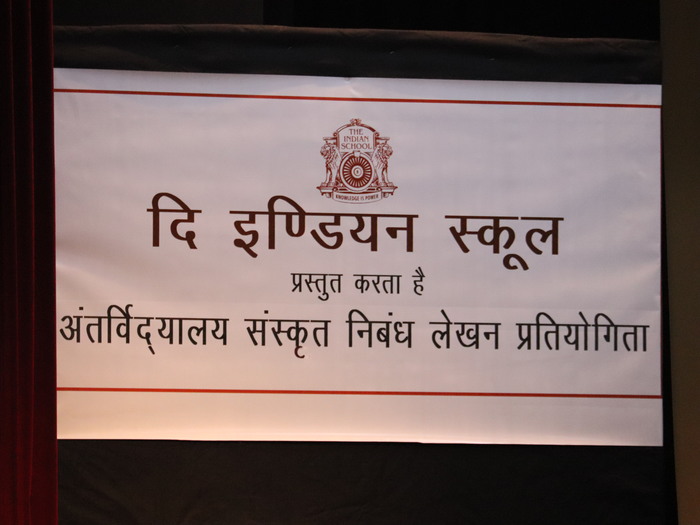 THE
INDIAN
SCHOOL
KNOWLEDGE IS POWER
दि इण्डियन स्कूल
प्रस्तुत करता है
अंतर्विद्‌यालय संस्कृत निबंध लेखन प्रतियोगिता